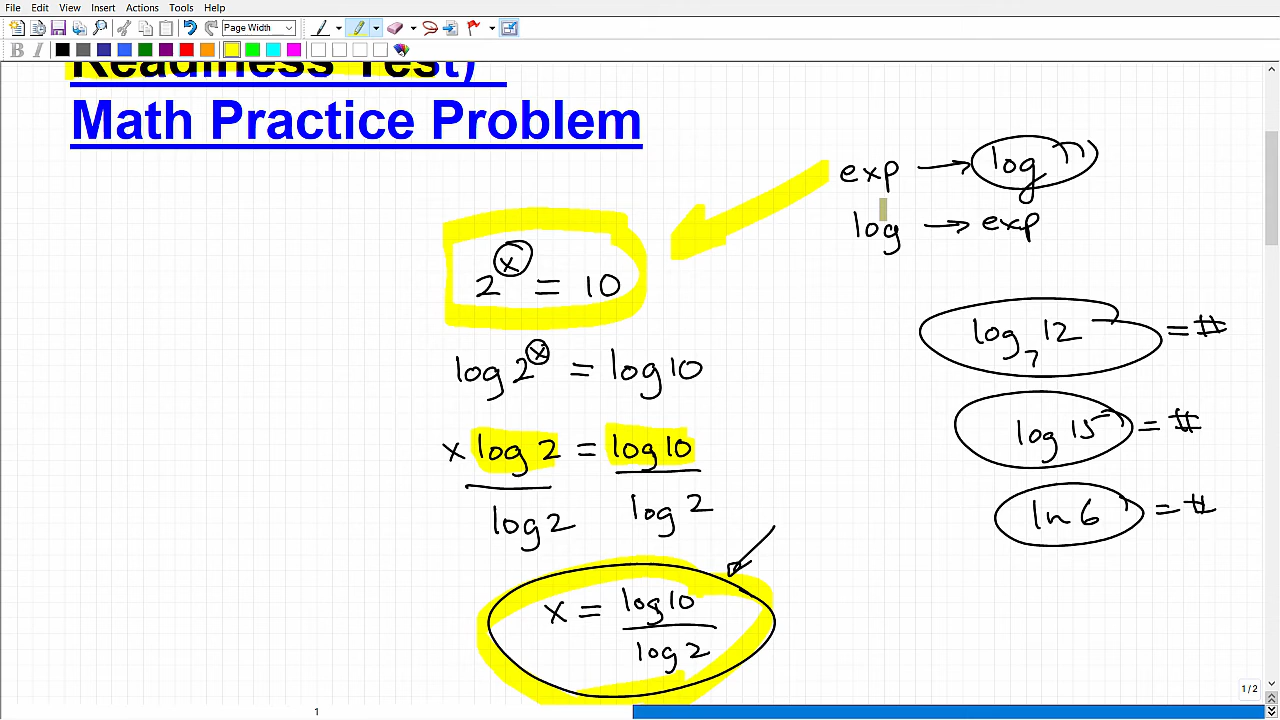 File Edit View Insert Actions Tools Help
Page Width
B I
Readiness Test)
Math Practice Problem
exp → log
log → exp
2^x = 10
log 2^x = log 10
x log 2 = log 10
log 2 log 2
x = log 10
log 2
log_7 12 = #
log 15 = #
ln 6 = #
1/2
1